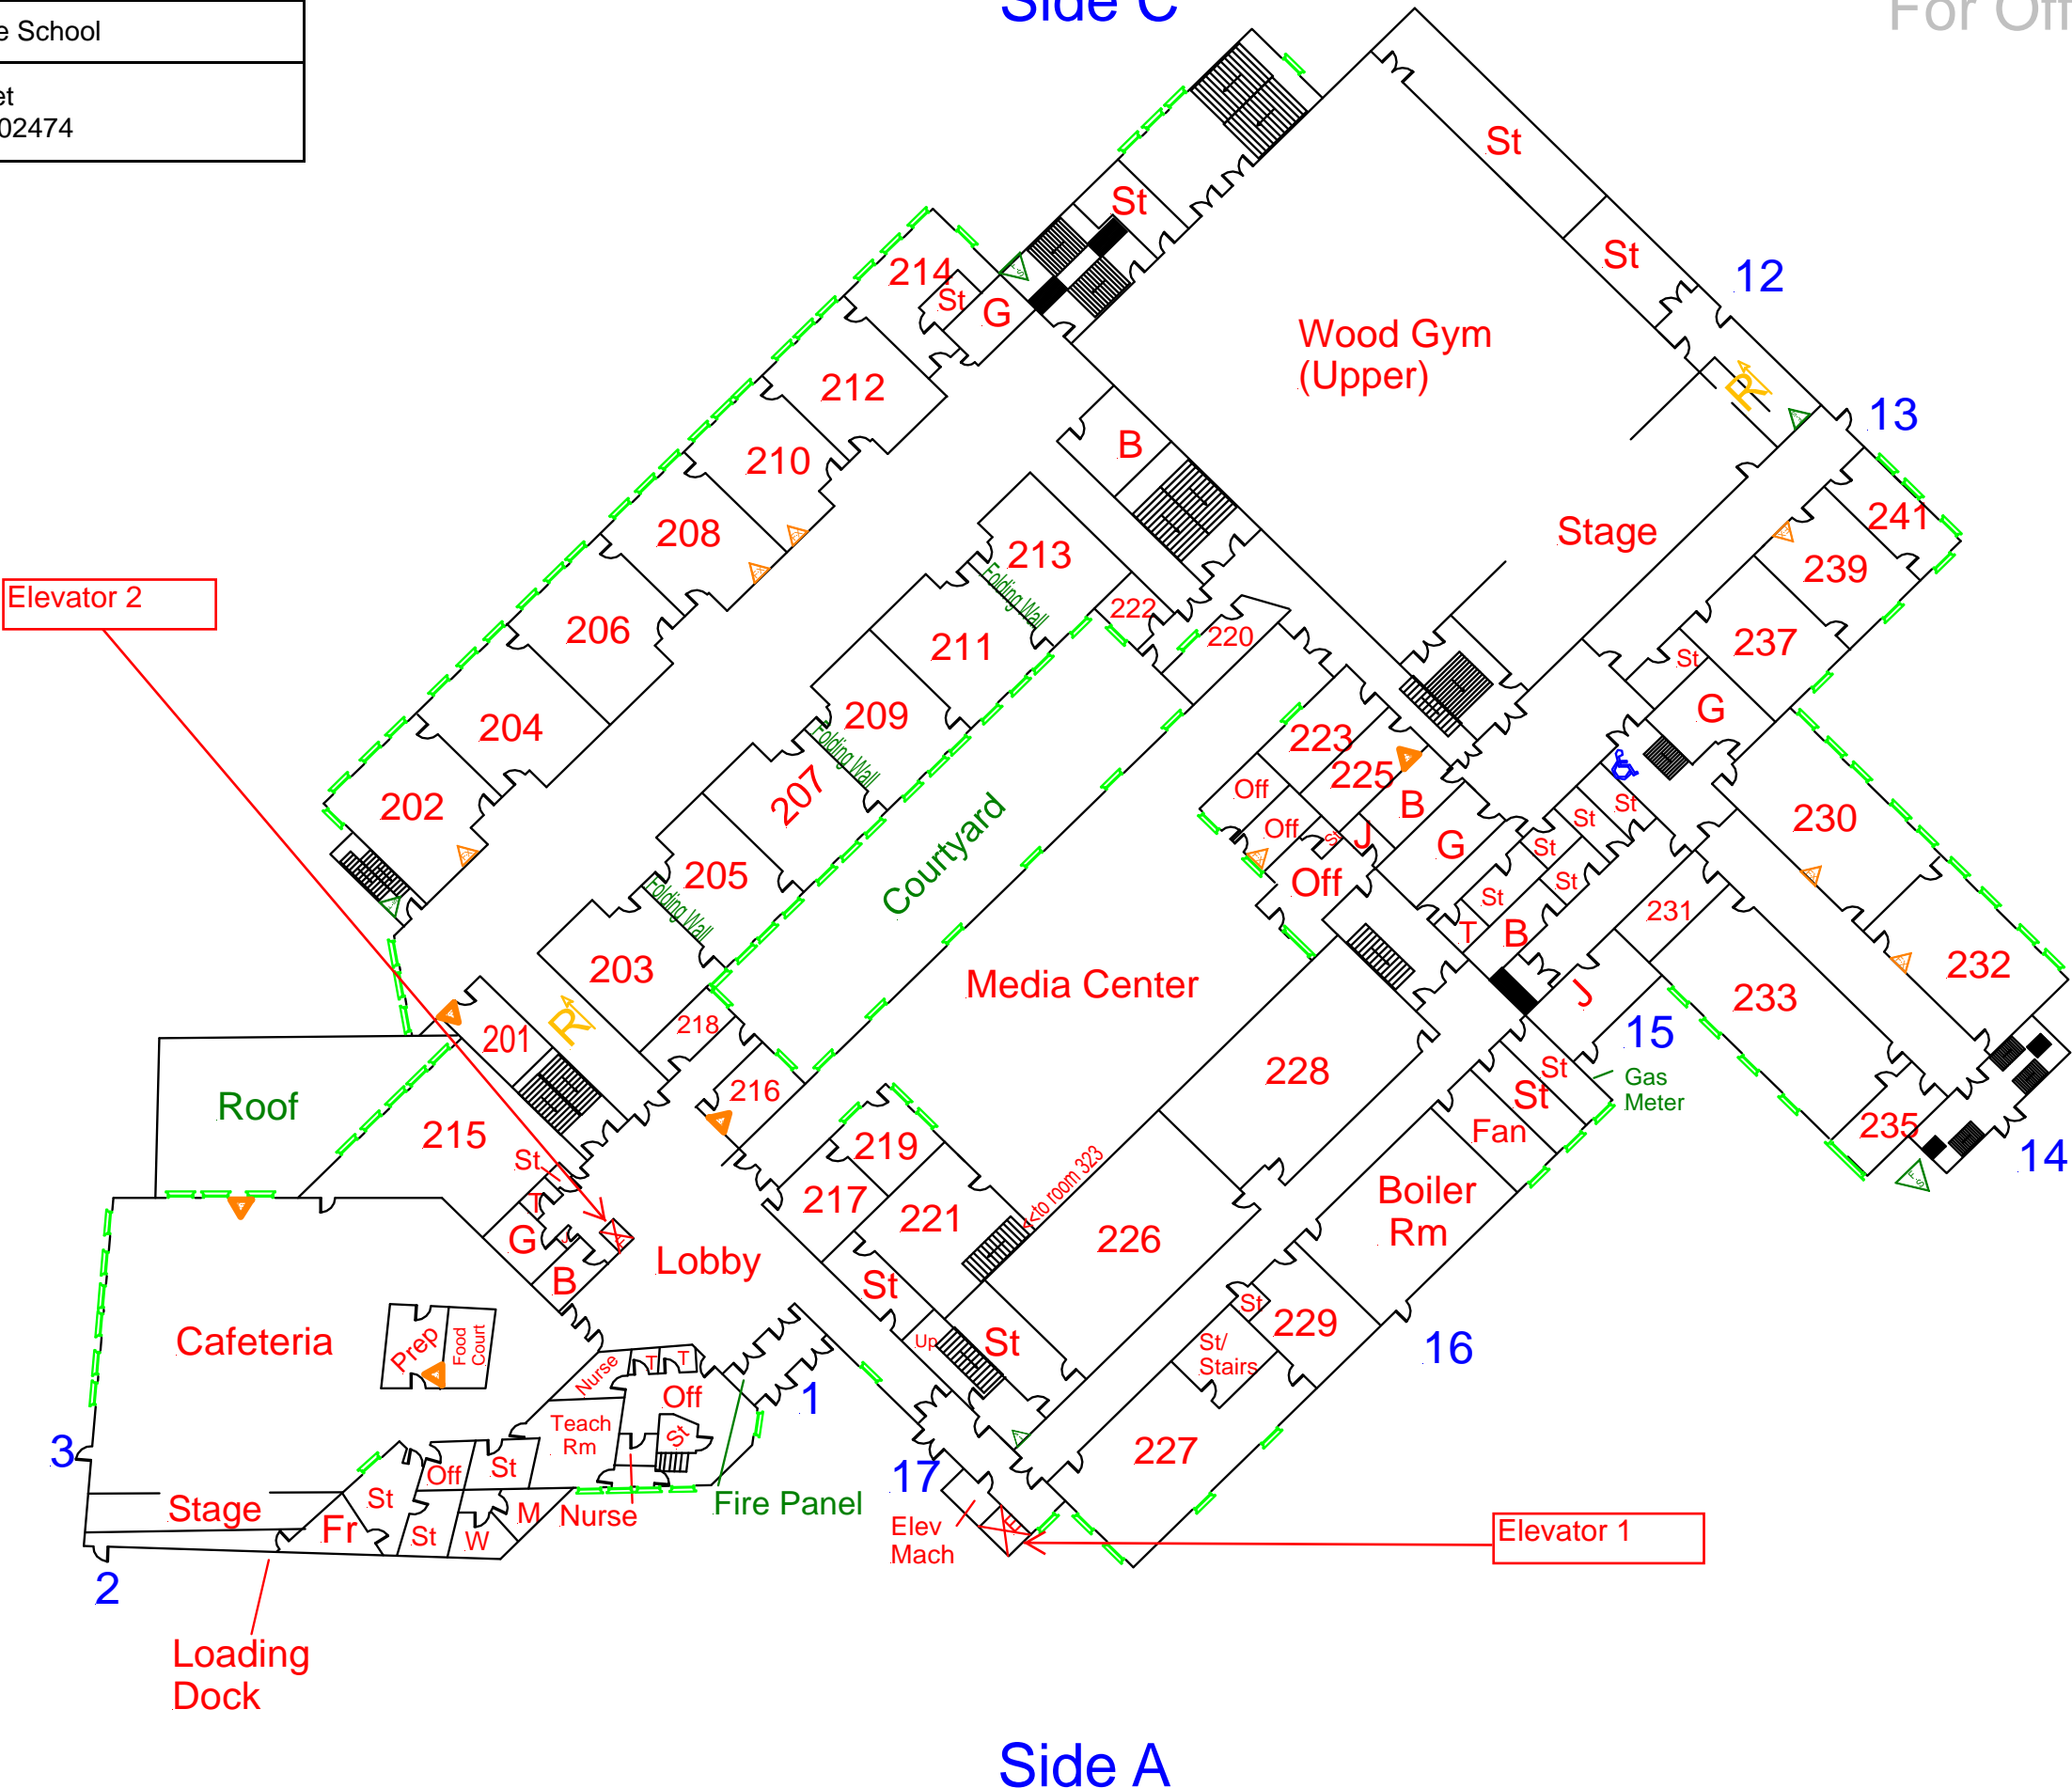 Side C
For Off
e School
et
02474
St
St
St
12
214
St
G
Wood Gym
(Upper)
R
13
212
B
210
241
208
Stage
213
239
Folding Wall
Elevator 2
222
206
220
211
237
St
G
209
204
223
Folding Wall
225
207
Off
B
202
St
St
230
Off
St
J
G
St
Courtyard
205
Off
St
St
231
Folding Wall
T
B
203
232
Media Center
J
233
R
201
218
15
228
St
Gas
Meter
216
St
Roof
215
219
Fan
235
St
14
<<to room 323
T
217
221
Boiler
Rm
G
J
226
E
Lobby
B
St
St
229
Cafeteria
Prep
Food
Court
Up
St
St/
Stairs
16
Nurse
T
T
Off
1
Teach
Rm
St
3
227
Off
St
17
St
Stage
Fr
St
W
M
Nurse
Fire Panel
Elev
Mach
E
Elevator 1
2
Loading
Dock
Side A